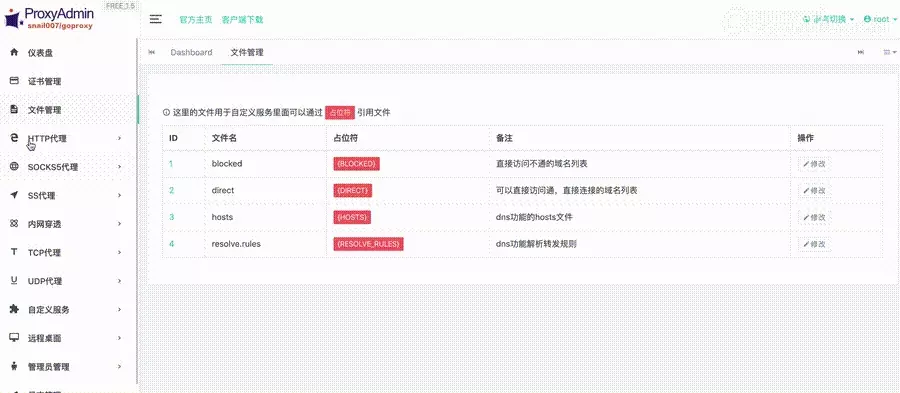 ProxyAdmin
snail007/goproxy
FREE_1.5
官方主页 客户端下载
root
仪表盘
证书管理
文件管理
HTTP代理
SOCKS5代理
SS代理
内网穿透
TCP代理
UDP代理
自定义服务
远程桌面
管理员管理
Dashboard 文件管理
这里的文件用于自定义服务里面可以通过 占位符 引用文件
ID 文件名 占位符 备注 操作
1 blocked {BLOCKED} 直接访问不通的域名列表 修改
2 direct {DIRECT} 可以直接访问通，直接连接的域名列表 修改
3 hosts {HOSTS} dns功能的hosts文件 修改
4 resolve.rules {RESOLVE_RULES} dns功能解析转发规则 修改